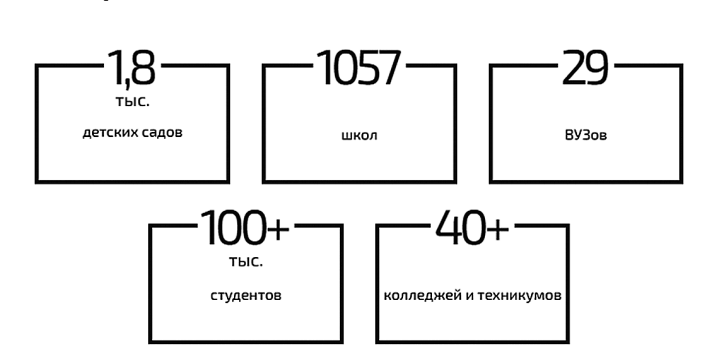 1,8
тыс.
детских садов
1057
школ
29
ВУЗов
100+
тыс.
студентов
40+
колледжей и техникумов